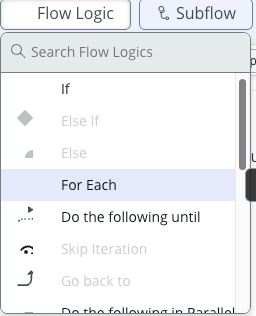 Flow Logic
Subflow
Search Flow Logics
If
Else If
Else
For Each
Do the following until
Skip Iteration
Go back to
Do the following in Parallel